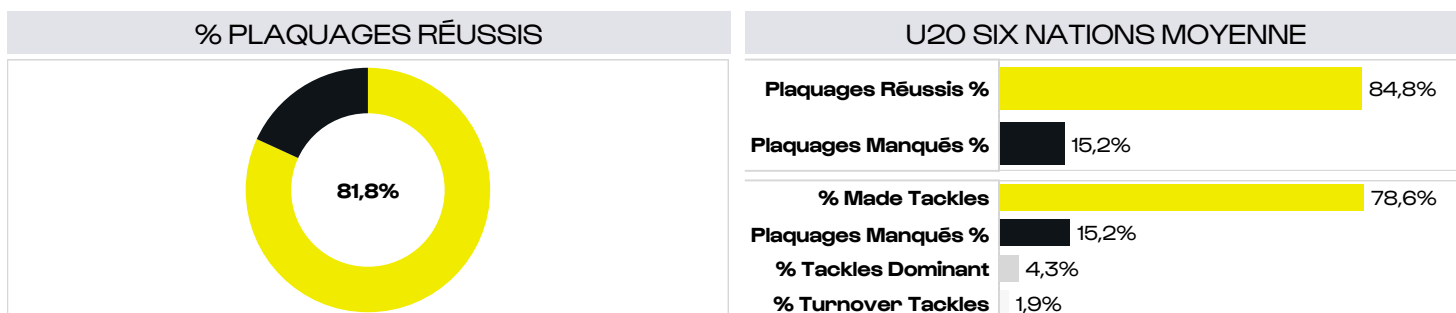 % PLAQUAGES RÉUSSIS
81,8%
U20 SIX NATIONS MOYENNE
Plaquages Réussis % 84,8%
Plaquages Manqués % 15,2%
% Made Tackles 78,6%
Plaquages Manqués % 15,2%
% Tackles Dominant 4,3%
% Turnover Tackles 1,9%